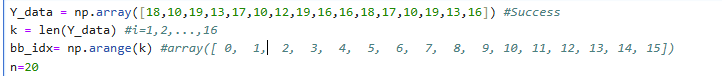 Y_data = np.array([18,10,19,13,17,10,12,19,16,16,18,17,10,19,13,16]) #Success
k = len(Y_data) #i=1,2,...,16
bb_idx= np.arange(k) #array([ 0,  1,  2,  3,  4,  5,  6,  7,  8,  9, 10, 11, 12, 13, 14, 15])
n=20